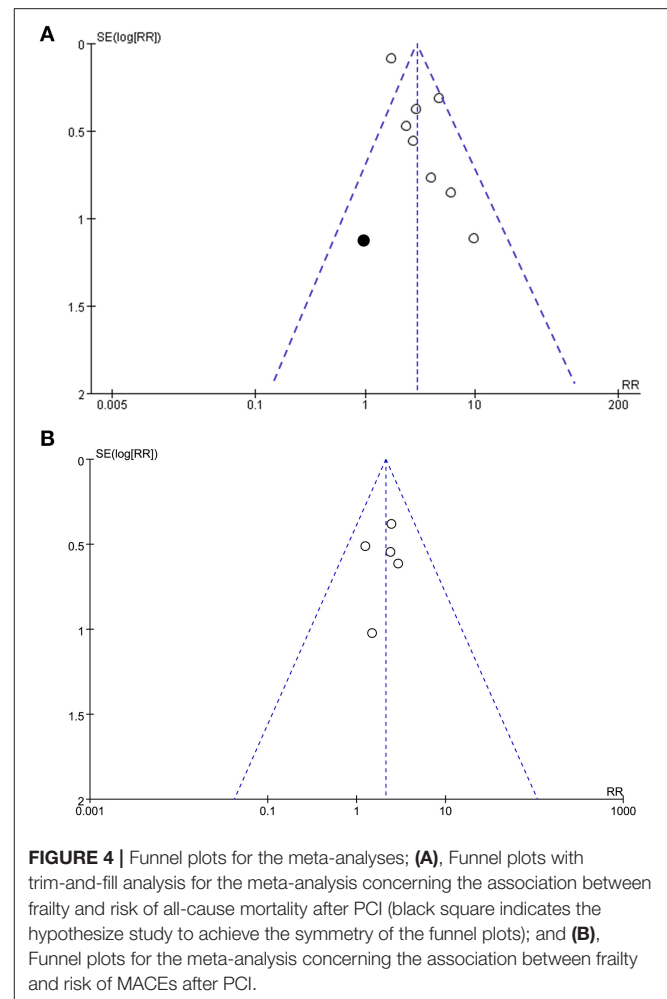 A
SE(log[RR])
0
0.5
1
1.5
2
RR
0.005 0.1 1 10 200
B
SE(log[RR])
0
0.5
1
1.5
2
RR
0.001 0.1 1 10 1000
FIGURE 4 | Funnel plots for the meta-analyses; (A), Funnel plots with
trim-and-fill analysis for the meta-analysis concerning the association between
frailty and risk of all-cause mortality after PCI (black square indicates the
hypothesize study to achieve the symmetry of the funnel plots); and (B),
Funnel plots for the meta-analysis concerning the association between frailty
and risk of MACEs after PCI.